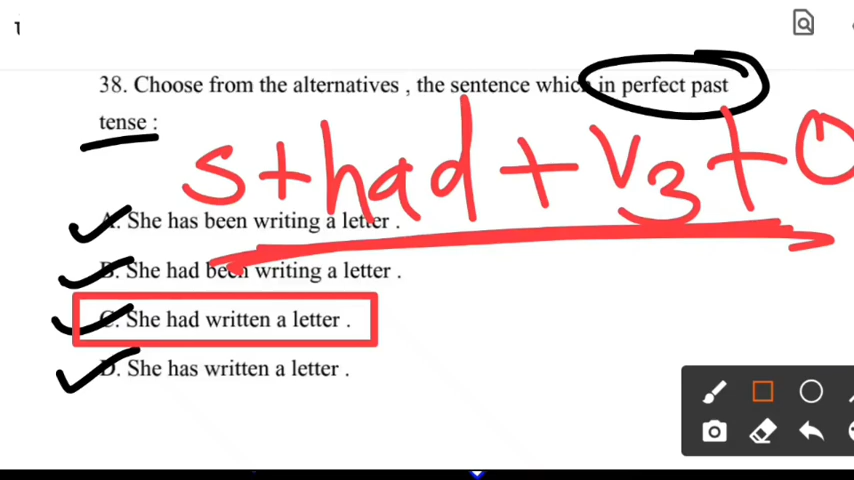 38. Choose from the alternatives , the sentence which in perfect past
tense :
s+had+v3+O
A. She has been writing a letter .
B. She had been writing a letter .
C. She had written a letter .
D. She has written a letter .